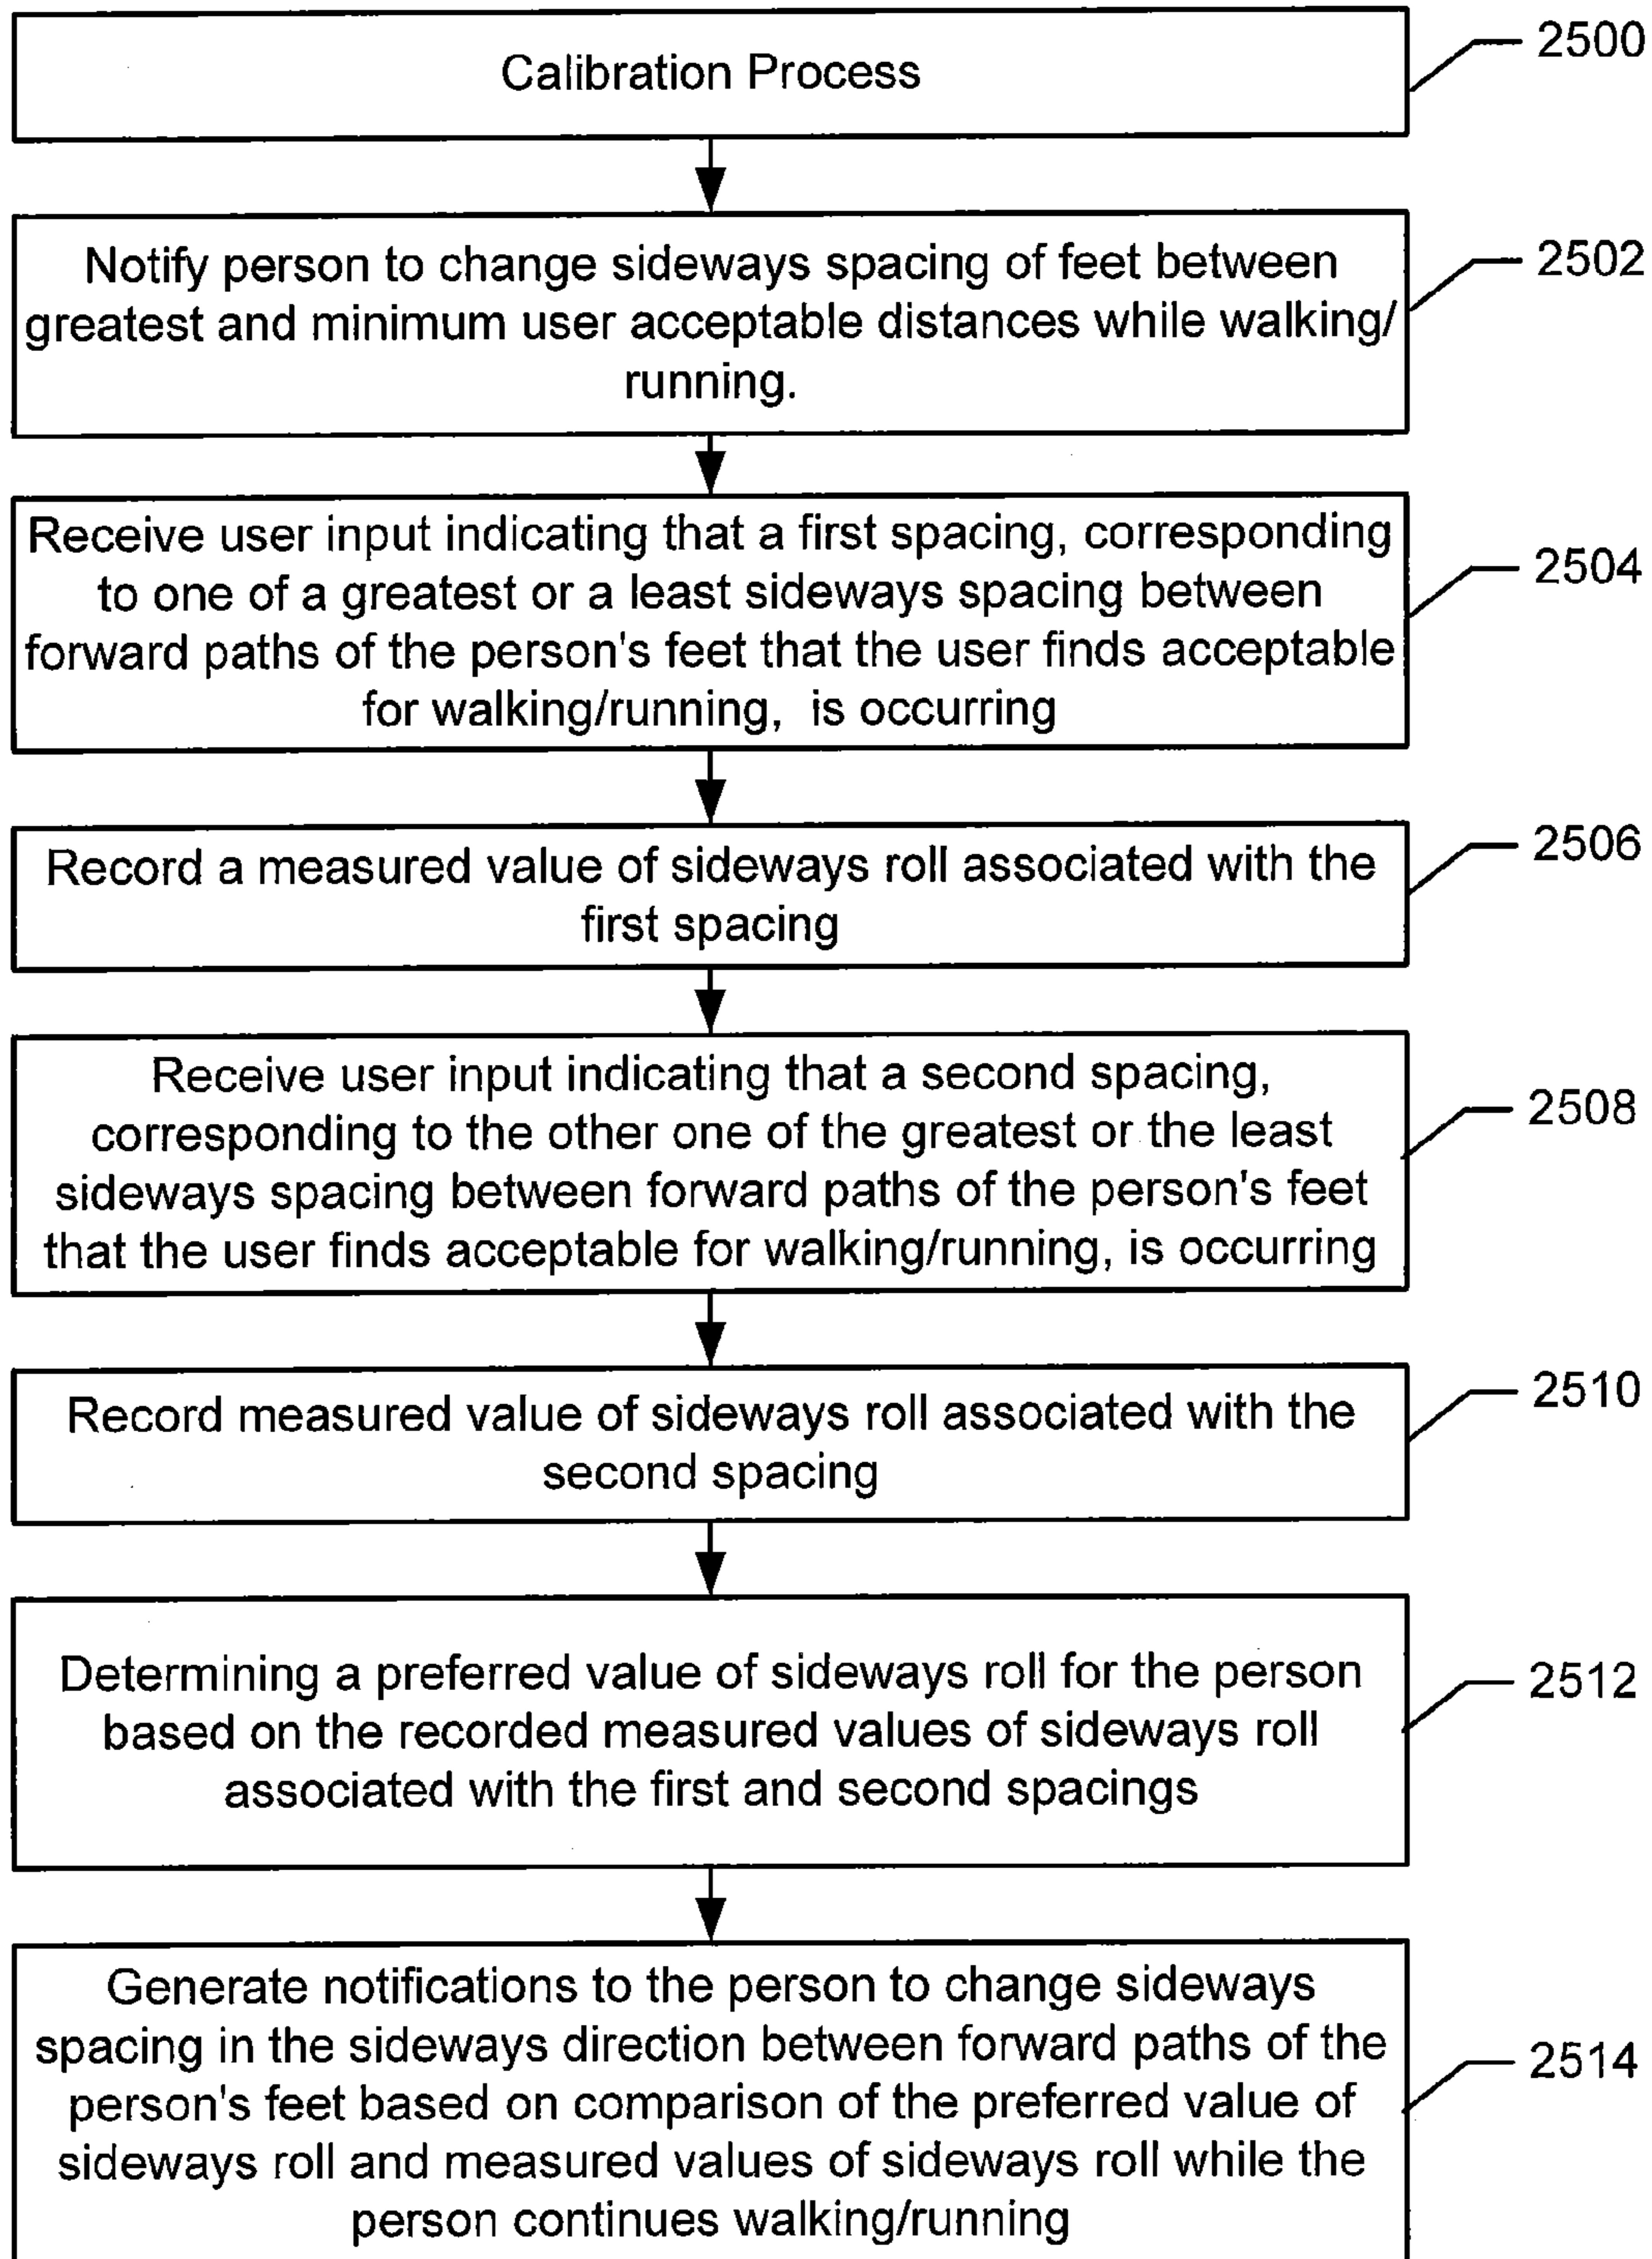 Calibration Process
2500
Notify person to change sideways spacing of feet between
greatest and minimum user acceptable distances while walking/
running.
2502
Receive user input indicating that a first spacing, corresponding
to one of a greatest or a least sideways spacing between
forward paths of the person's feet that the user finds acceptable
for walking/running, is occurring
2504
Record a measured value of sideways roll associated with the
first spacing
2506
Receive user input indicating that a second spacing,
corresponding to the other one of the greatest or the least
sideways spacing between forward paths of the person's feet
that the user finds acceptable for walking/running, is occurring
2508
Record measured value of sideways roll associated with the
second spacing
2510
Determining a preferred value of sideways roll for the person
based on the recorded measured values of sideways roll
associated with the first and second spacings
2512
Generate notifications to the person to change sideways
spacing in the sideways direction between forward paths of the
person's feet based on comparison of the preferred value of
sideways roll and measured values of sideways roll while the
person continues walking/running
2514